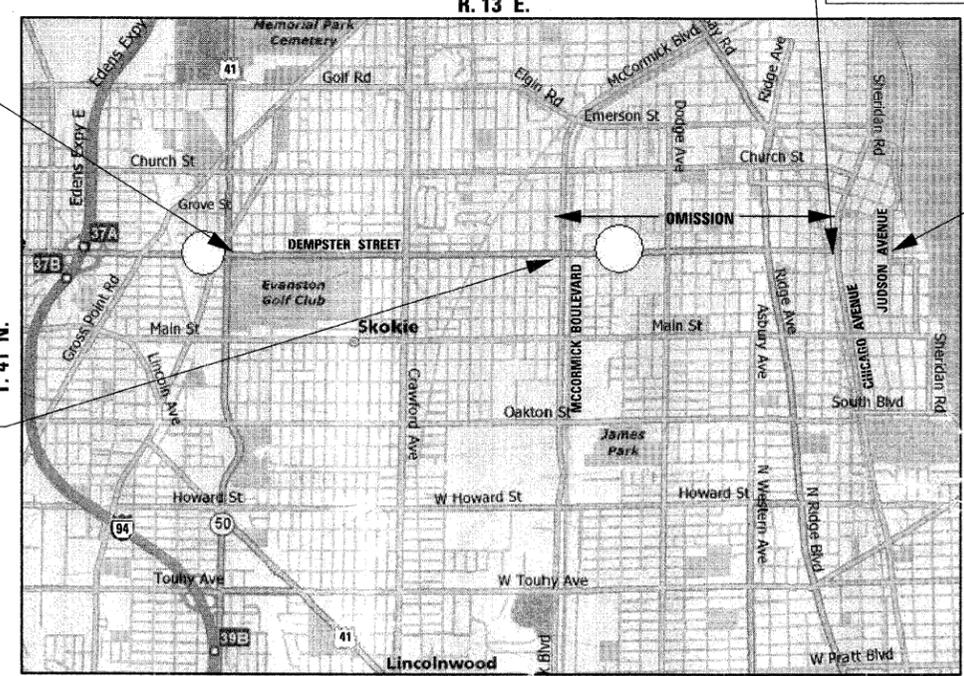 R. 13 E.
Memorial Park
Cemetery
Edens Expy
41
Golf Rd
Elgin Rd
McCormick Blvd
Ridge Ave
Sheridan Rd
Edens Expy E
Emerson St
Dodge Ave
Church St
Church St
Grove St
OMISSION
JUDSON AVENUE
37A
DEMPSTER STREET
37B
Evanston
Golf Club
MCCORMICK BOULEVARD
Ridge Ave
CHICAGO AVENUE
Gross Point Rd
Main St
Skokie
Main St
Asbury Ave
Sheridan Rd
T. 41 N.
Lincoln Ave
Crawford Ave
Oakton St
South Blvd
James
Park
Howard St
W Howard St
Howard St
N Western Ave
N Ridge Blvd
94
50
Touhy Ave
W Touhy Ave
39B
41
Lincolnwood
k Blvd
W Pratt Blvd